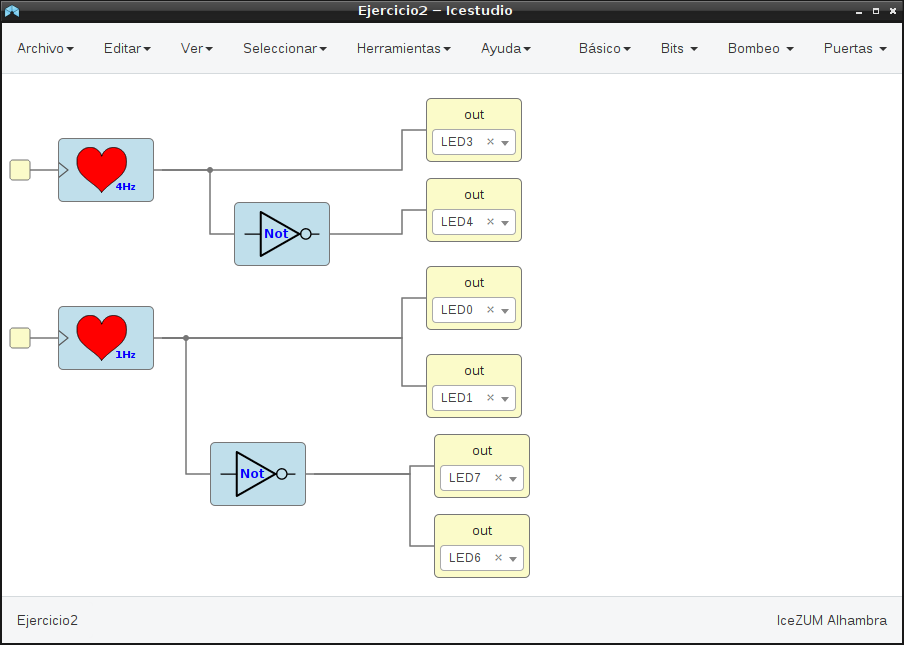 Ejercicio2 – Icestudio
Archivo Editar Ver Seleccionar Herramientas Ayuda Básico Bits Bombeo Puertas
out
LED3 ×
4Hz
out
LED4 ×
Not
out
LED0 ×
1Hz
out
LED1 ×
out
LED7 ×
Not
out
LED6 ×
Ejercicio2
IceZUM Alhambra